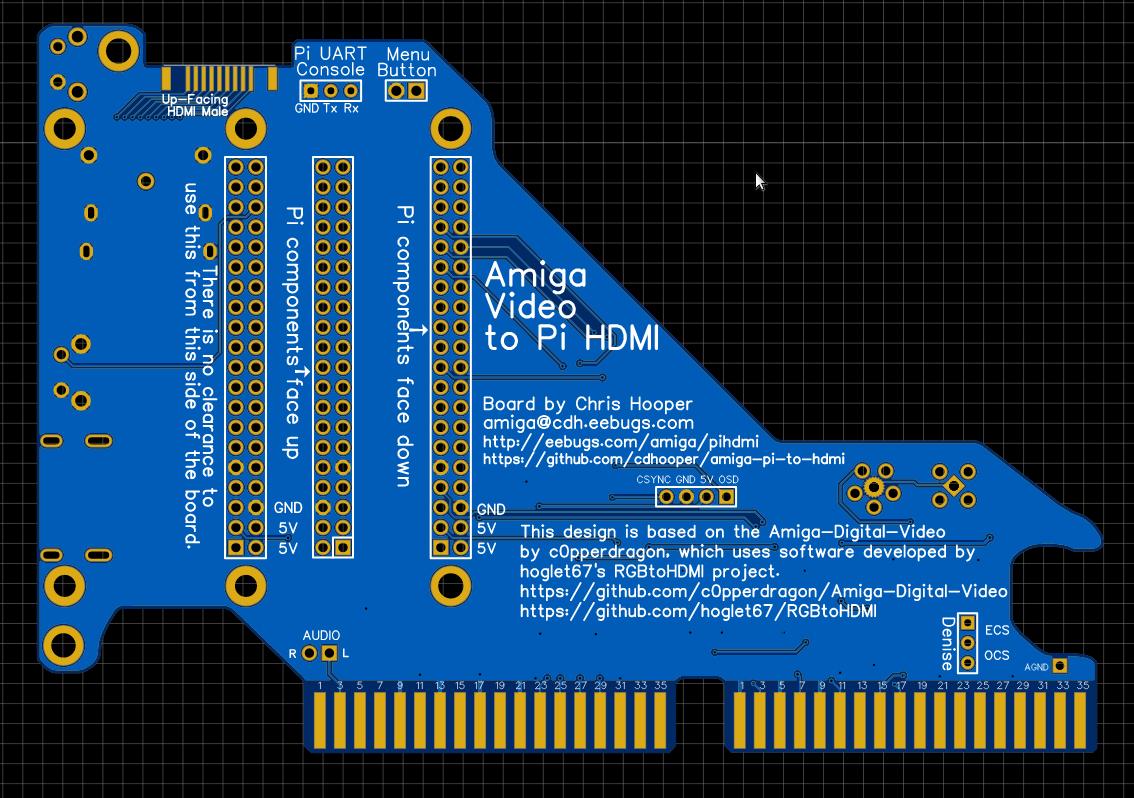 Pi UART
Console
GND Tx Rx
Menu
Button
Up-Facing
HDMI Male
There is no clearance to
use this from this side of the board.
Pi components face up
Pi components face down
Amiga
Video
to Pi HDMI
Board by Chris Hooper
amiga@cdh.eebugs.com
http://eebugs.com/amiga/pihdmi
https://github.com/cdhooper/amiga-pi-to-hdmi
CSYNC GND 5V OSD
GND
5V
5V
GND
5V
5V
This design is based on the Amiga-Digital-Video
by c0pperdragon. which uses software developed by
hoglet67's RGBtoHDMI project.
https://github.com/c0pperdragon/Amiga-Digital-Video
https://github.com/hoglet67/RGBtoHDMI
Denise
ECS
OCS
AGND
AUDIO
R L
1 3 5 7 9 11 13 15 17 19 21 23 25 27 29 31 33 35
1 3 5 7 9 11 13 15 17 19 21 23 25 27 29 31 33 35